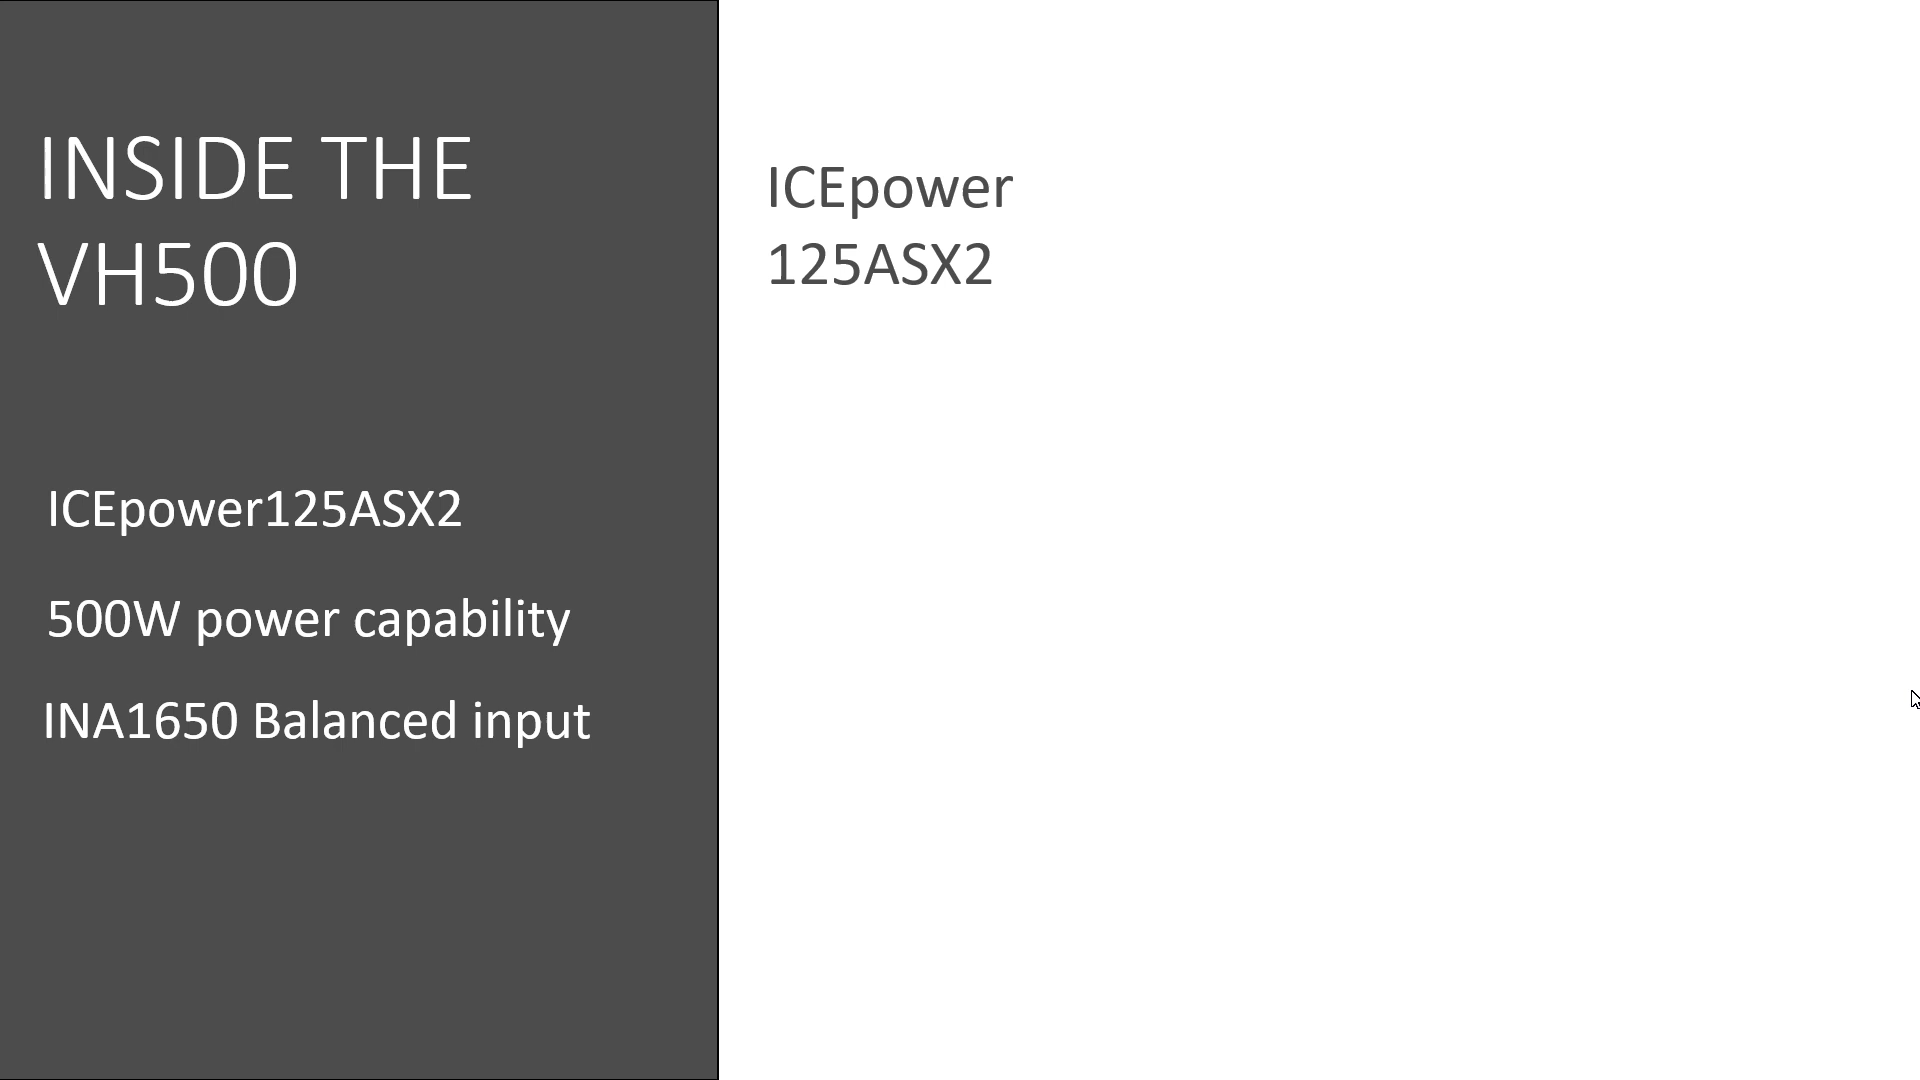 INSIDE THE
VH500
ICEpower125ASX2
500W power capability
INA1650 Balanced input
ICEpower
125ASX2